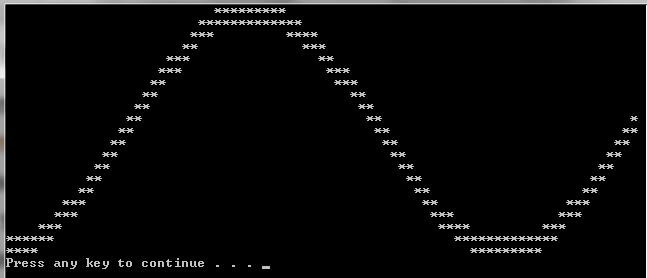 Press any key to continue . . . _